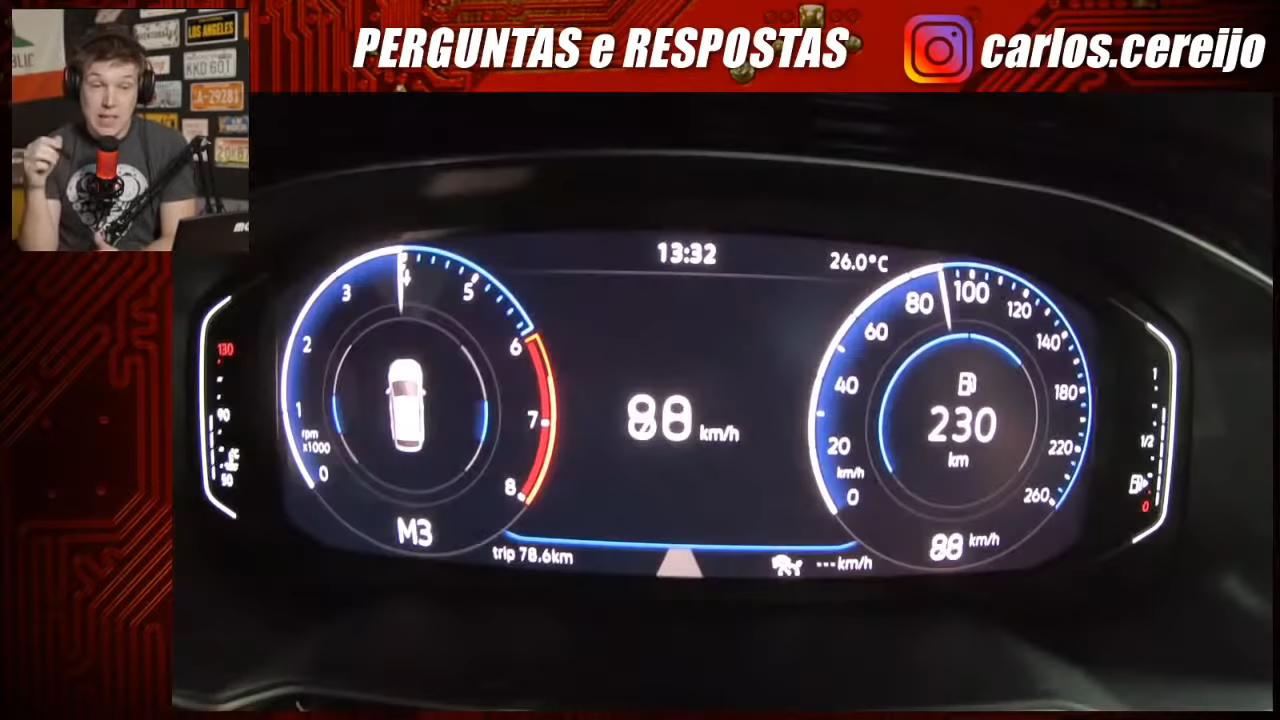 PERGUNTAS e RESPOSTAS
carlos.cereijo
LOS ANGELES
13:32
26.0°C
130
90
50
0
1
2
3
4
5
6
7
8
rpm
x1000
M3
88 km/h
trip 78.6km
--- km/h
0
20
40
60
80
100
120
140
180
220
260
km/h
230
km
88 km/h
1
1/2
0